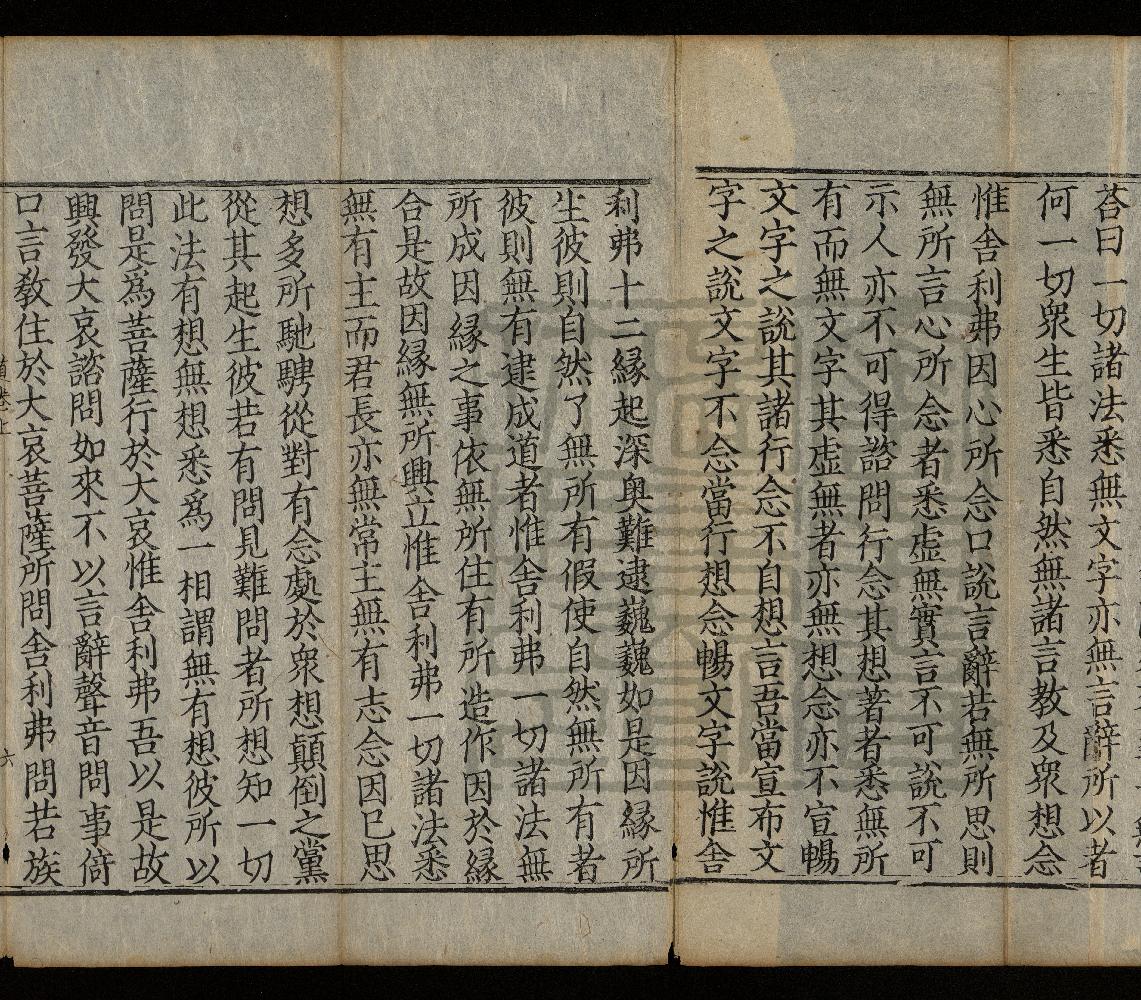 荅曰一切諸法悉無文字亦無言辭所以者
何一切衆生皆悉自然無諸言教及衆想念
惟舍利弗因心所念口說言辭若無所思則
無所言心所念者悉虛無實言不可說不可
示人亦不可得諮問行念其想著者悉無所
有而無文字其虛無者亦無想念亦不宣暢
文字之說其諸行念不自想言吾當宣布文
字之說文字不念當行想念暢文字說惟舍
利弗十二緣起深奥難逮巍巍如是因緣所
生彼則自然了無所有假使自然無所有者
彼則無有逮成道者惟舍利弗一切諸法無
所成因緣之事依無所住有所造作因於緣
合是故因緣無所興立惟舍利弗一切諸法悉
無有主而君長亦無常主無有志念因已思
想多所馳騁從對有念處於衆想顛倒之黨
從其起生彼若有問見難問者所想知一切
此法有想無想悉爲一相謂無有想彼所以
問是爲菩薩行於大哀惟舍利弗吾以是故
興發大哀諮問如來不以言辭聲音問事倚
口言教住於大哀菩薩所問舍利弗問若族
六